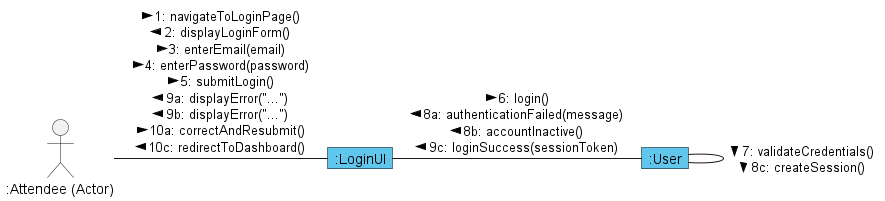 1: navigateToLoginPage()
2: displayLoginForm()
3: enterEmail(email)
4: enterPassword(password)
5: submitLogin()
9a: displayError("...")
9b: displayError("...")
10a: correctAndResubmit()
10c: redirectToDashboard()
6: login()
8a: authenticationFailed(message)
8b: accountInactive()
9c: loginSuccess(sessionToken)
7: validateCredentials()
8c: createSession()
:Attendee (Actor)
:LoginUI
:User